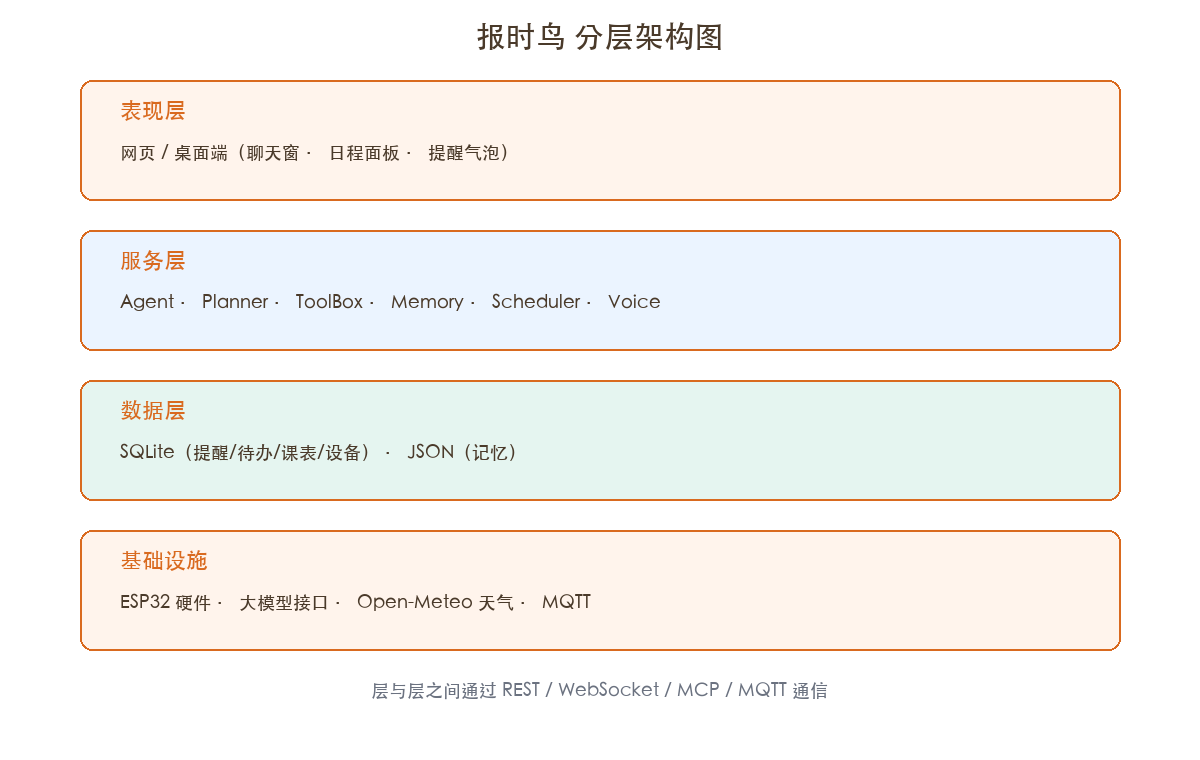 报时鸟 分层架构图
表现层
网页 / 桌面端（聊天窗 · 日程面板 · 提醒气泡）
服务层
Agent · Planner · ToolBox · Memory · Scheduler · Voice
数据层
SQLite（提醒/待办/课表/设备） · JSON（记忆）
基础设施
ESP32 硬件 · 大模型接口 · Open-Meteo 天气 · MQTT
层与层之间通过 REST / WebSocket / MCP / MQTT 通信